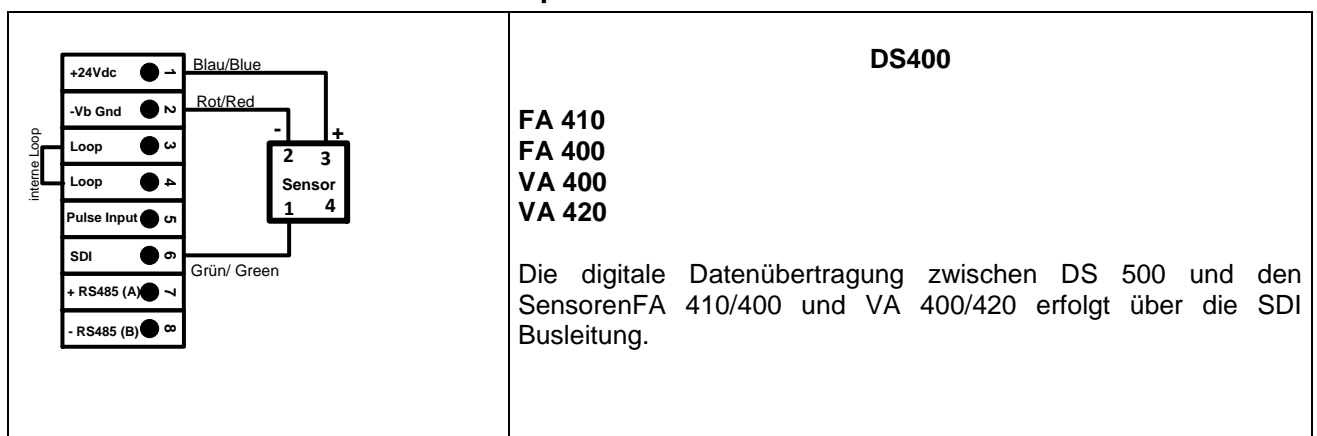 +24Vdc 1 Blau/Blue
-Vb Gnd 2 Rot/Red
Loop 3
Loop 4
interne Loop
Pulse Input 5
SDI 6
Grün/ Green
+ RS485 (A) 7
- RS485 (B) 8
- +
2 3
Sensor
1 4
DS400
FA 410
FA 400
VA 400
VA 420
Die digitale Datenübertragung zwischen DS 500 und den
SensorenFA 410/400 und VA 400/420 erfolgt über die SDI
Busleitung.